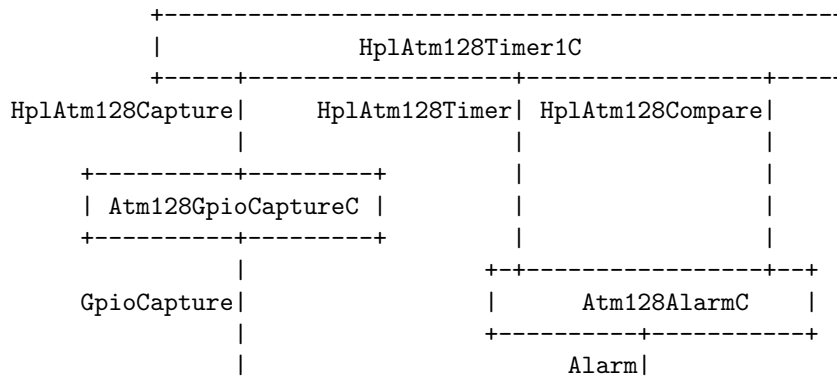 HplAtm128Timer1C
HplAtm128Capture HplAtm128Timer HplAtm128Compare
Atm128GpioCaptureC
GpioCapture Atm128AlarmC
Alarm